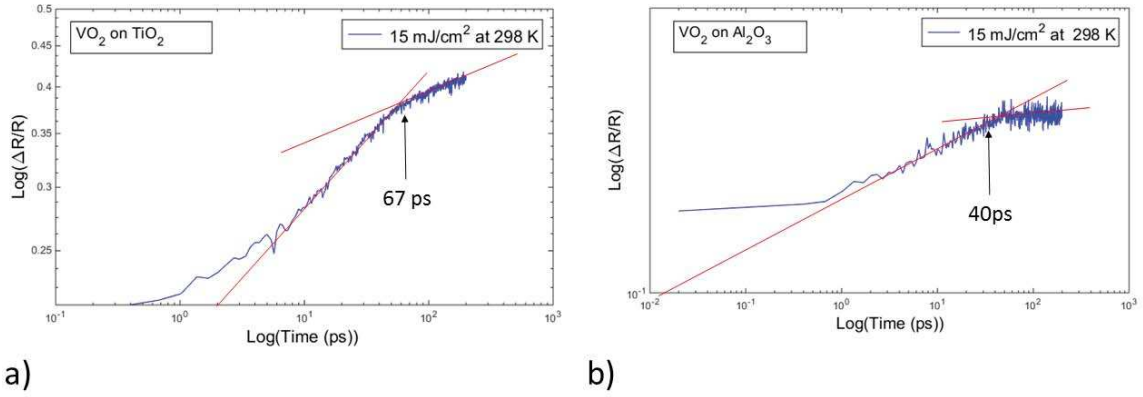 VO₂ on TiO₂
15 mJ/cm² at 298 K
0.5
0.45
0.4
0.35
0.3
0.25
Log(ΔR/R)
67 ps
10⁻¹ 10⁰ 10¹ 10² 10³
Log(Time (ps))
a)
VO₂ on Al₂O₃
15 mJ/cm² at 298 K
Log(ΔR/R)
40ps
10⁻¹
10⁻² 10⁻¹ 10⁰ 10¹ 10² 10³
Log(Time (ps))
b)